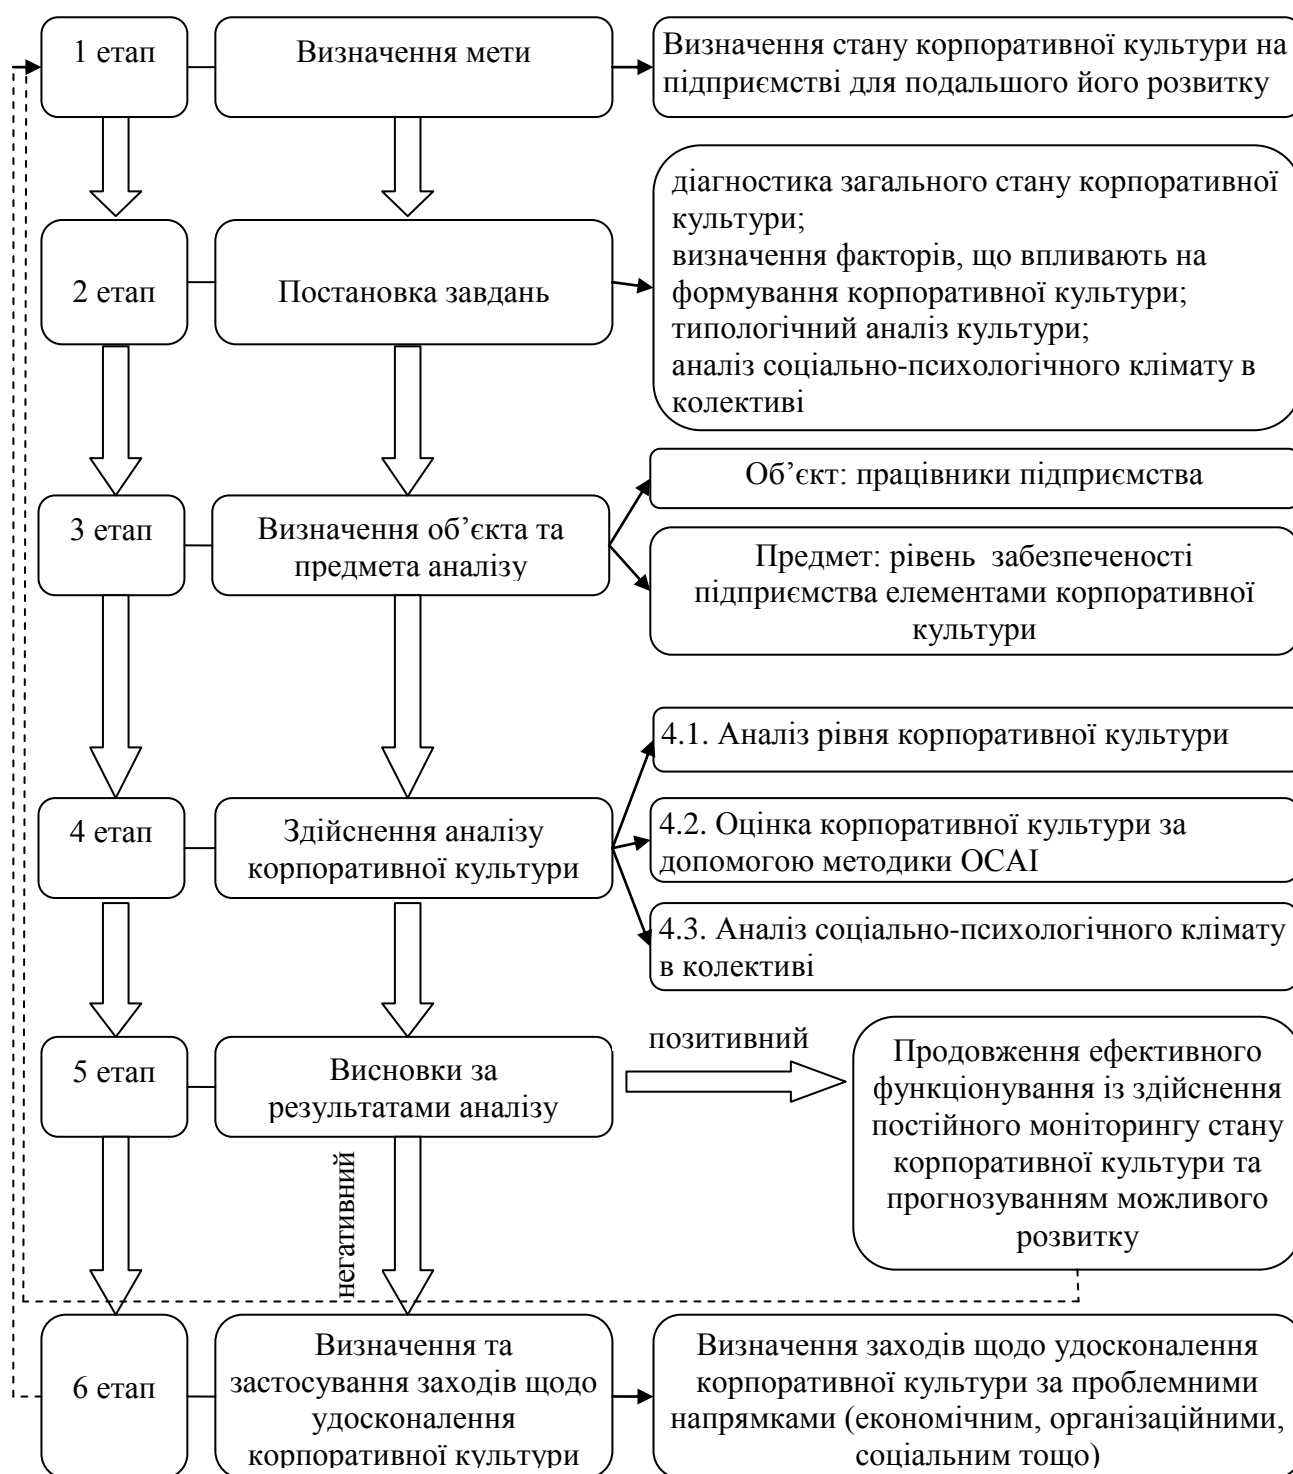 1 етап
Визначення мети
Визначення стану корпоративної культури на
підприємстві для подальшого його розвитку
2 етап
Постановка завдань
діагностика загального стану корпоративної
культури;
визначення факторів, що впливають на
формування корпоративної культури;
типологічний аналіз культури;
аналіз соціально-психологічного клімату в
колективі
3 етап
Визначення об’єкта та
предмета аналізу
Об’єкт: працівники підприємства
Предмет: рівень забезпеченості
підприємства елементами корпоративної
культури
4 етап
Здійснення аналізу
корпоративної культури
4.1. Аналіз рівня корпоративної культури
4.2. Оцінка корпоративної культури за
допомогою методики OCAI
4.3. Аналіз соціально-психологічного клімату
в колективі
5 етап
Висновки за
результатами аналізу
позитивний
Продовження ефективного
функціонування із здійснення
постійного моніторингу стану
корпоративної культури та
прогнозуванням можливого
розвитку
негативний
6 етап
Визначення та
застосування заходів щодо
удосконалення
корпоративної культури
Визначення заходів щодо удосконалення
корпоративної культури за проблемними
напрямками (економічним, організаційними,
соціальним тощо)